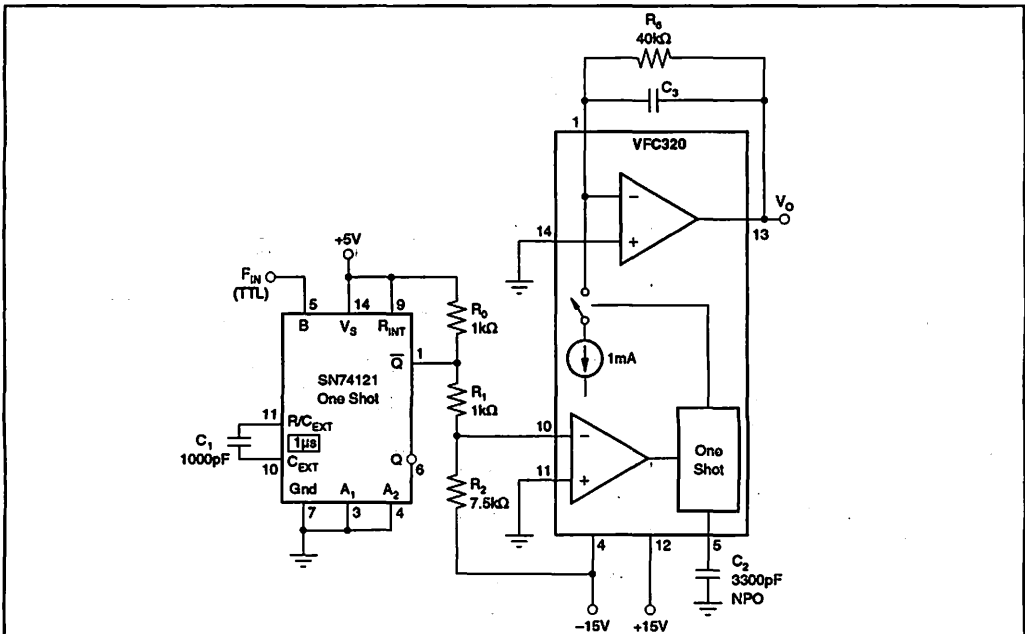 R6
40kΩ
C3
1
VFC320
−
+
14
13
VO
+5V
FIN
(TTL)
5
14
9
B
VS
RINT
R0
1kΩ
Q̅
1
SN74121
One Shot
R1
1kΩ
1mA
11
R/CEXT
1µs
C1
1000pF
10
CEXT
Q
6
10
−
11
+
One
Shot
Gnd
A1
A2
7
3
4
R2
7.5kΩ
4
12
5
C2
3300pF
NPO
−15V
+15V